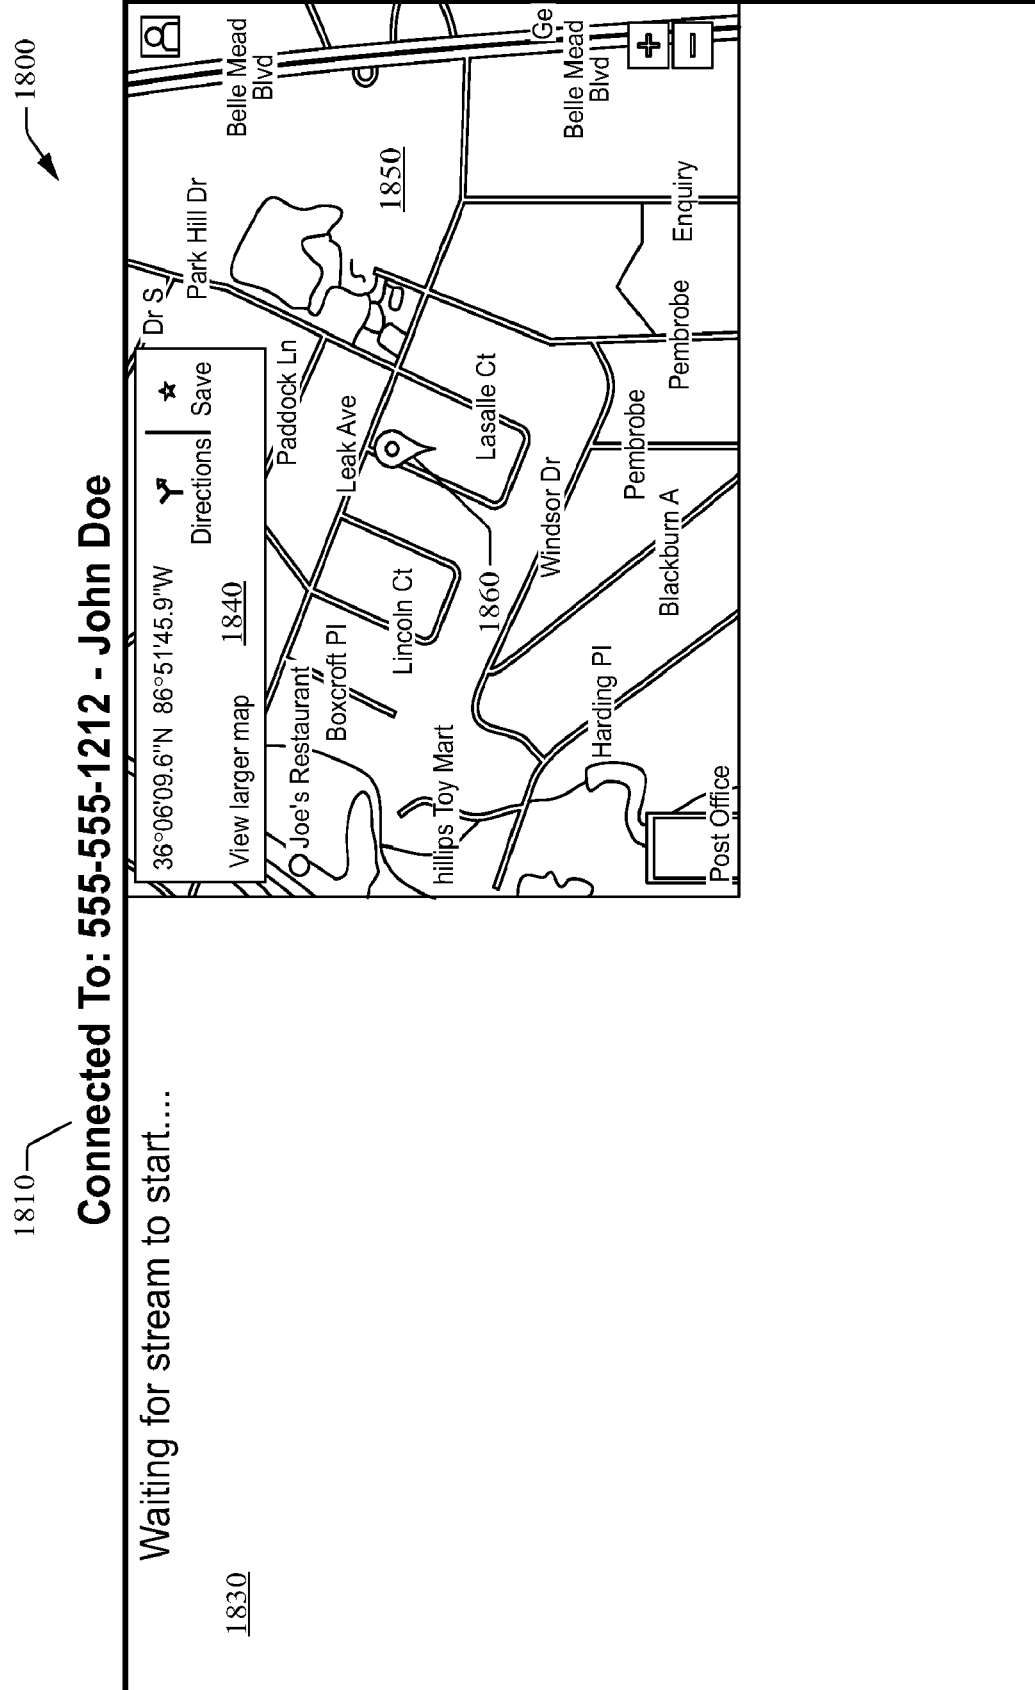 1800
1810
Connected To: 555-555-1212 - John Doe
Waiting for stream to start....
1830
36°06'09.6"N 86°51'45.9"W
Directions
Save
View larger map
1840
Dr S
Park Hill Dr
Belle Mead
Blvd
Paddock Ln
Joe's Restaurant
Boxcroft Pl
Leak Ave
1850
Lincoln Ct
hillips Toy Mart
Lasalle Ct
1860
Windsor Dr
Ge
Belle Mead
Blvd
Harding Pl
Pembrobe
Blackburn A
Pembrobe
Enquiry
Post Office